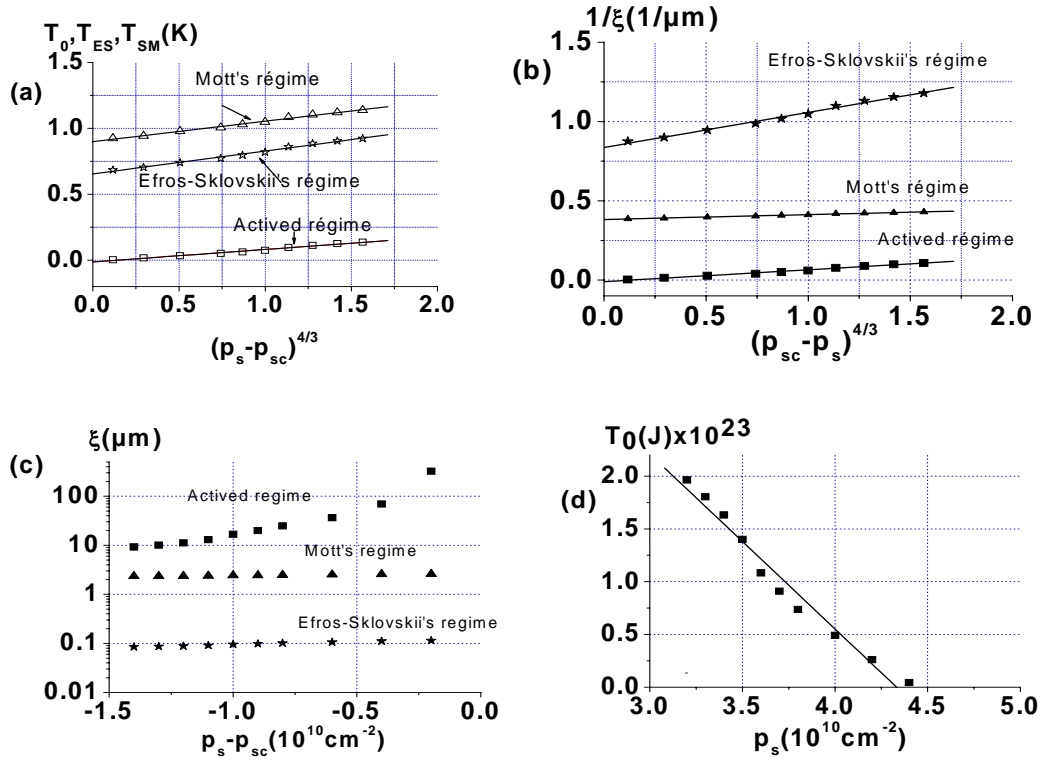 T0,TES,TSM(K)
1.5
(a)
Mott's régime
1.0
Efros-Sklovskii's régime
0.5
Actived régime
0.0
0.0 0.5 1.0 1.5 2.0
(ps-psc)4/3
1/ξ(1/µm)
1.5
(b)
Efros-Sklovskii's régime
1.0
Mott's régime
0.5
Actived régime
0.0
0.0 0.5 1.0 1.5 2.0
(psc-ps)4/3
ξ(µm)
(c)
100
Actived regime
10
Mott's regime
1
Efros-Sklovskii's regime
0.1
0.01
-1.5 -1.0 -0.5 0.0
ps-psc(1010cm-2)
T0(J)x1023
2.0
(d)
1.5
1.0
0.5
0.0
3.0 3.5 4.0 4.5 5.0
ps(1010cm-2)